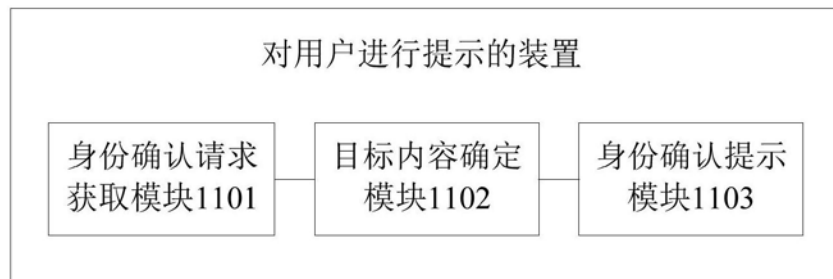 对用户进行提示的装置
身份确认请求
获取模块1101
目标内容确定
模块1102
身份确认提示
模块1103